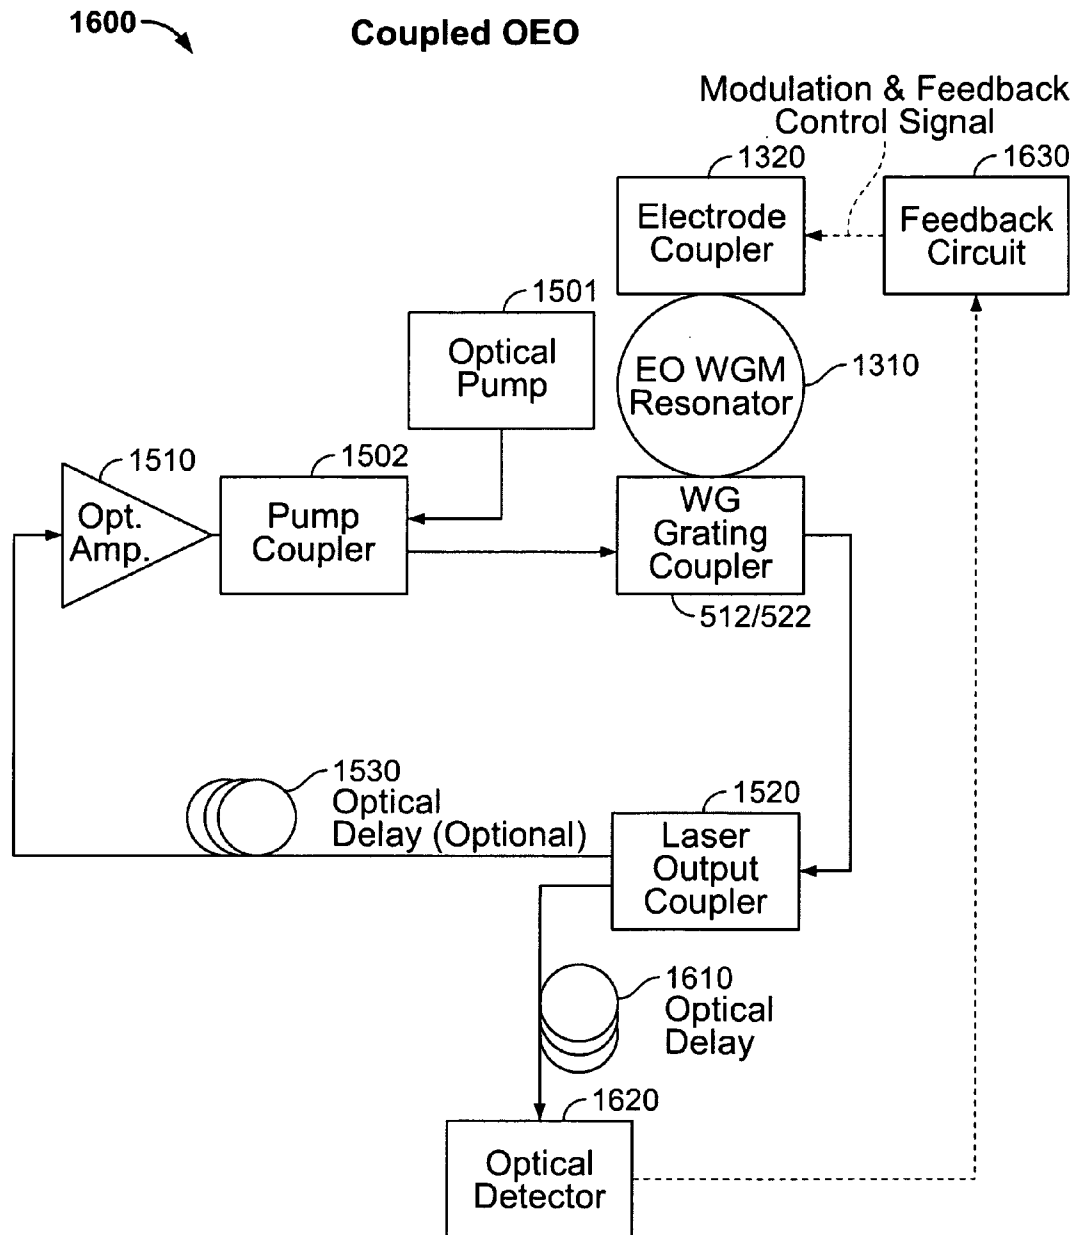 1600
Coupled OEO
Modulation & Feedback
Control Signal
1320
1630
Electrode
Coupler
Feedback
Circuit
1501
Optical
Pump
EO WGM
Resonator
1310
1510
Opt.
Amp.
1502
Pump
Coupler
WG
Grating
Coupler
512/522
1530
Optical
Delay (Optional)
1520
Laser
Output
Coupler
1610
Optical
Delay
1620
Optical
Detector